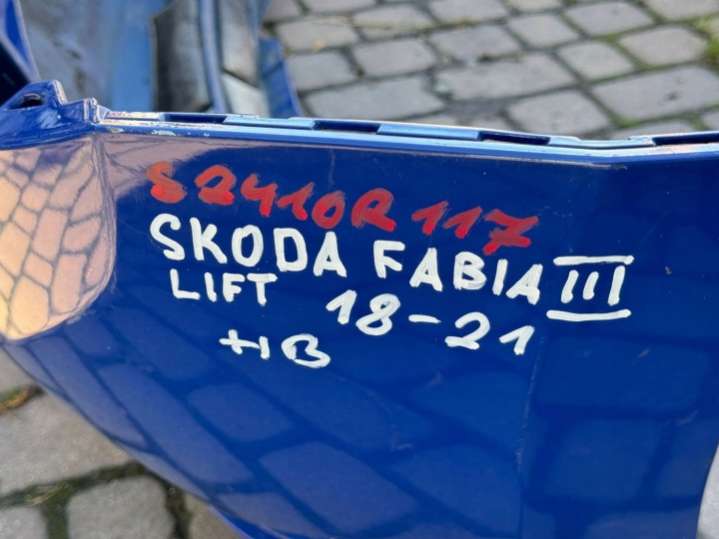 S2410R117
SKODA FABIA III
LIFT 18-21
HB